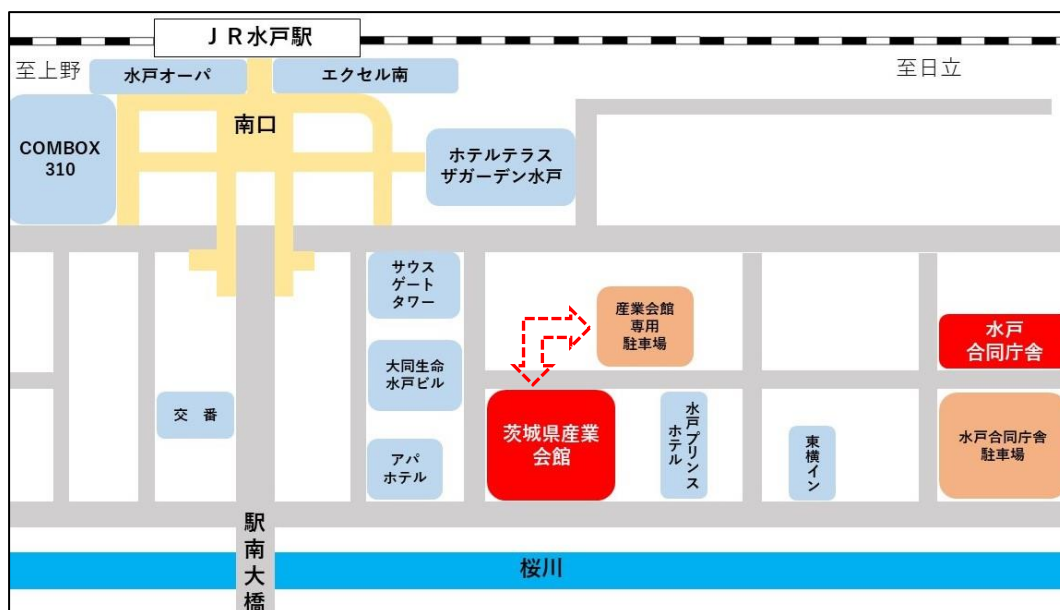 ＪＲ水戸駅
至上野
水戸オーパ
エクセル南
至日立
南口
COMBOX
310
ホテルテラス
ザガーデン水戸
サウス
ゲート
タワー
産業会館
専用
駐車場
水戸
合同庁舎
大同生命
水戸ビル
交　番
茨城県産業
会館
水戸プリンス
ホテル
東横イン
水戸合同庁舎
駐車場
アパ
ホテル
駅南大橋
桜川